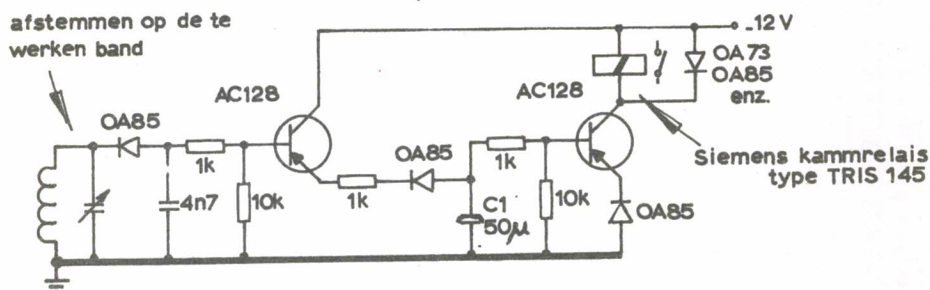 afstemmen op de te
werken band
-12 V
OA73
OA85
enz.
AC128
AC128
OA85
OA85
1k
1k
1k
Siemens kammrelais
type TRIS 145
4n7
10k
C1
50µ
10k
OA85